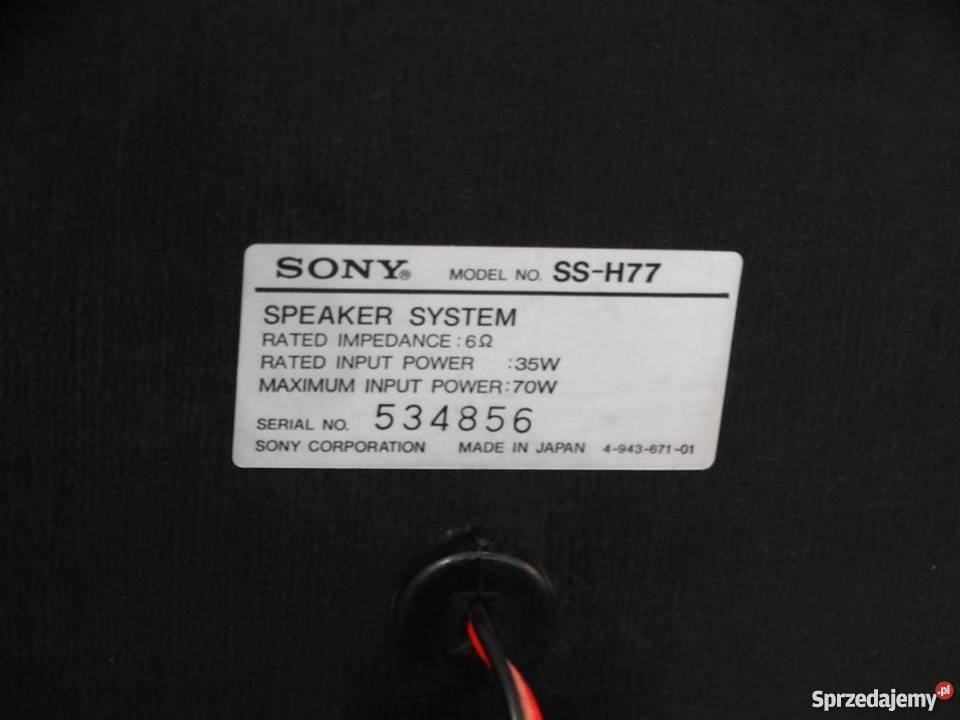 SONY® MODEL NO. SS-H77
SPEAKER SYSTEM
RATED IMPEDANCE : 6Ω
RATED INPUT POWER :35W
MAXIMUM INPUT POWER:70W
SERIAL NO. 534856
SONY CORPORATION MADE IN JAPAN 4-943-671-01
Sprzedajemy.pl